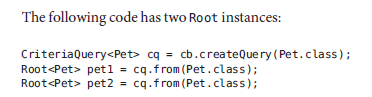 The following code has two Root instances:
CriteriaQuery<Pet> cq = cb.createQuery(Pet.class);
Root<Pet> pet1 = cq.from(Pet.class);
Root<Pet> pet2 = cq.from(Pet.class);